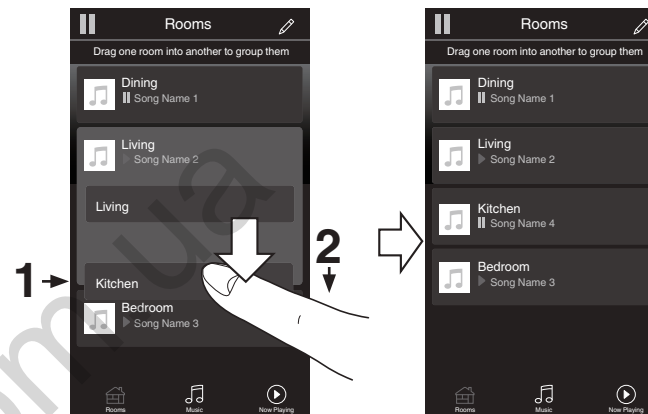 Rooms
Drag one room into another to group them
Dining
Song Name 1
Living
Song Name 2
Living
Kitchen
Bedroom
Song Name 3
Rooms
Music
Now Playing
1
2
Rooms
Drag one room into another to group them
Dining
Song Name 1
Living
Song Name 2
Kitchen
Song Name 4
Bedroom
Song Name 3
Rooms
Music
Now Playing
om ua